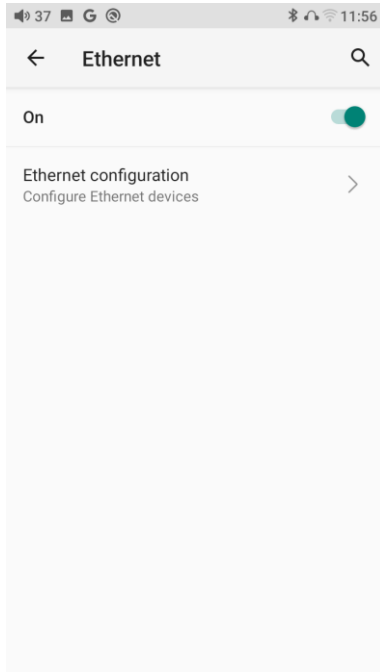 37 G 11:56
Ethernet
On
Ethernet configuration
Configure Ethernet devices